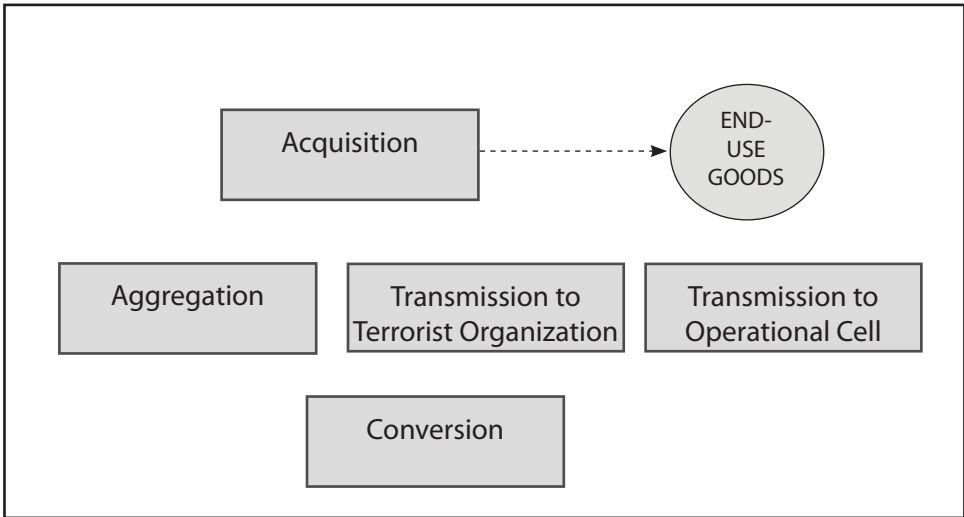 Acquisition
END-
USE
GOODS
Aggregation
Transmission to
Terrorist Organization
Transmission to
Operational Cell
Conversion